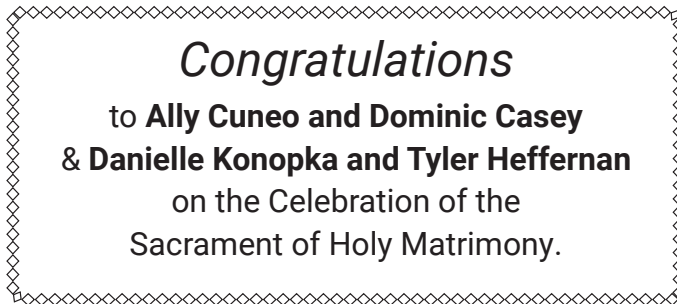 Congratulations
to Ally Cuneo and Dominic Casey
& Danielle Konopka and Tyler Heffernan
on the Celebration of the
Sacrament of Holy Matrimony.